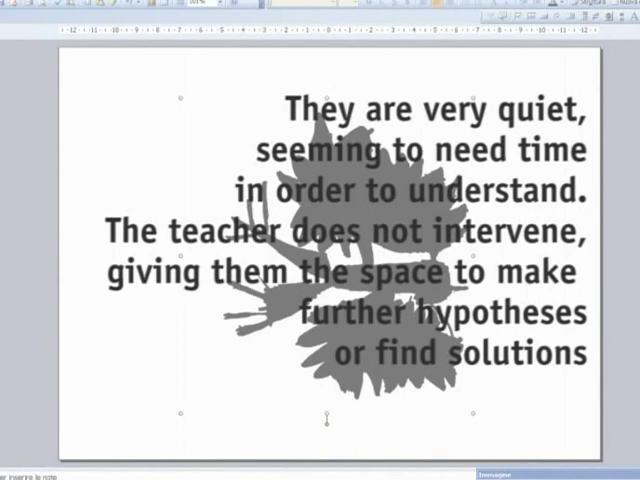 They are very quiet,
seeming to need time
in order to understand.
The teacher does not intervene,
giving them the space to make
further hypotheses
or find solutions
Immagine